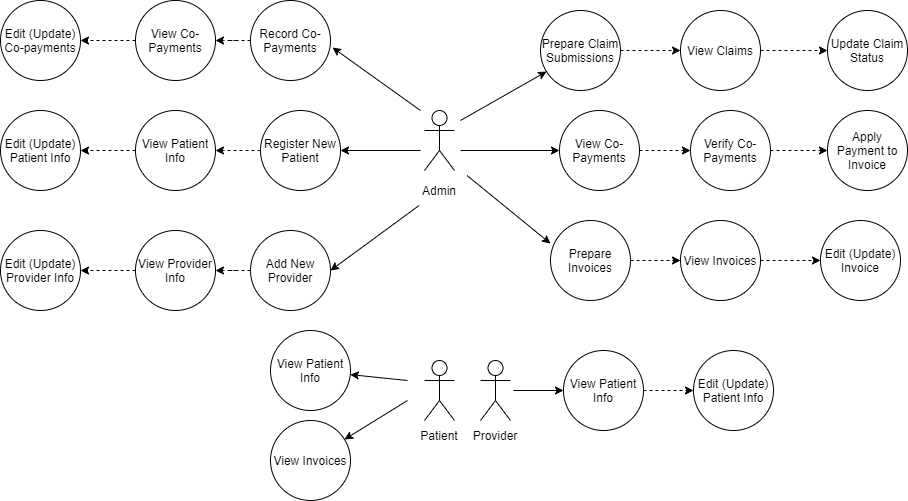 Edit (Update)
Co-payments
View Co-
Payments
Record Co-
Payments
Prepare Claim
Submissions
View Claims
Update Claim
Status
Edit (Update)
Patient Info
View Patient
Info
Register New
Patient
Admin
View Co-
Payments
Verify Co-
Payments
Apply
Payment to
Invoice
Edit (Update)
Provider Info
View Provider
Info
Add New
Provider
Prepare
Invoices
View Invoices
Edit (Update)
Invoice
View Patient
Info
View Invoices
Patient
Provider
View Patient
Info
Edit (Update)
Patient Info